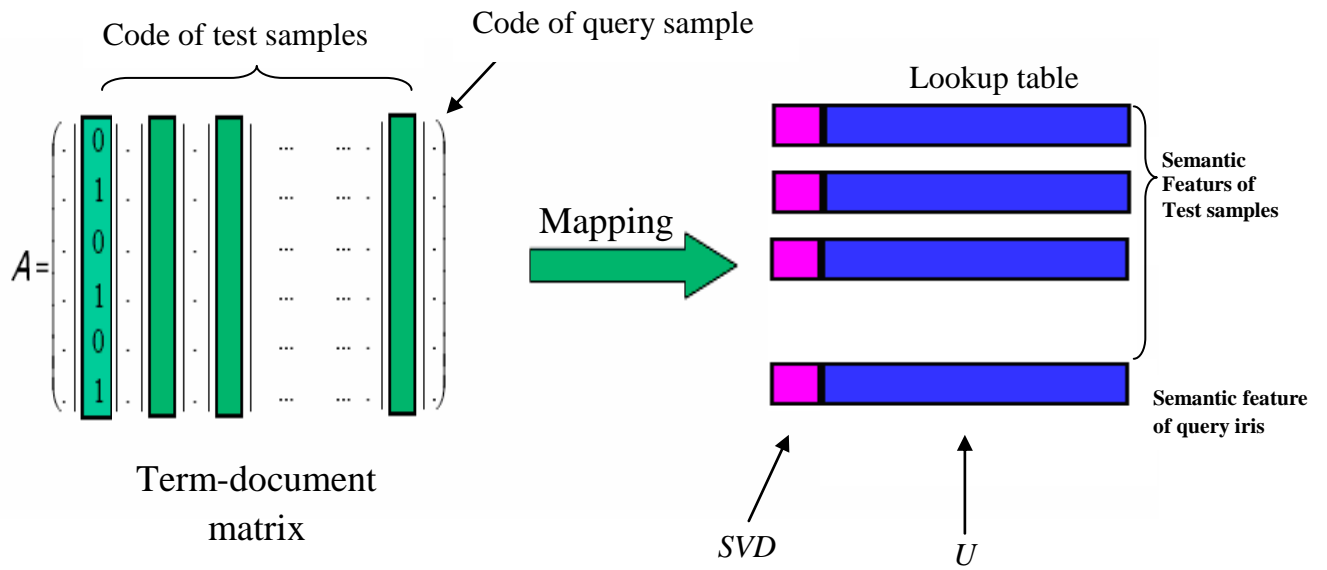 Code of test samples
Code of query sample
Lookup table
A=
0
1
0
1
0
1
... ...
... ...
... ...
... ...
... ...
... ...
Mapping
Semantic
Featurs of
Test samples
Semantic feature
of query iris
Term-document
matrix
SVD
U